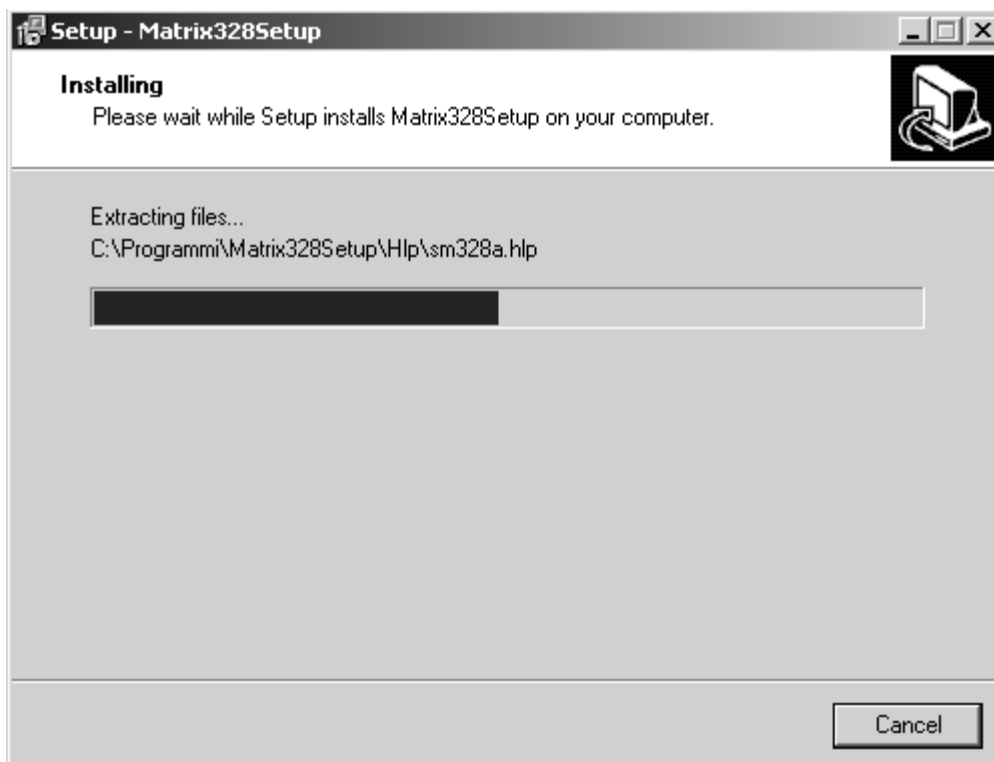 Setup - Matrix328Setup
Installing
Please wait while Setup installs Matrix328Setup on your computer.
Extracting files...
C:\Programmi\Matrix328Setup\Hlp\sm328a.hlp
Cancel